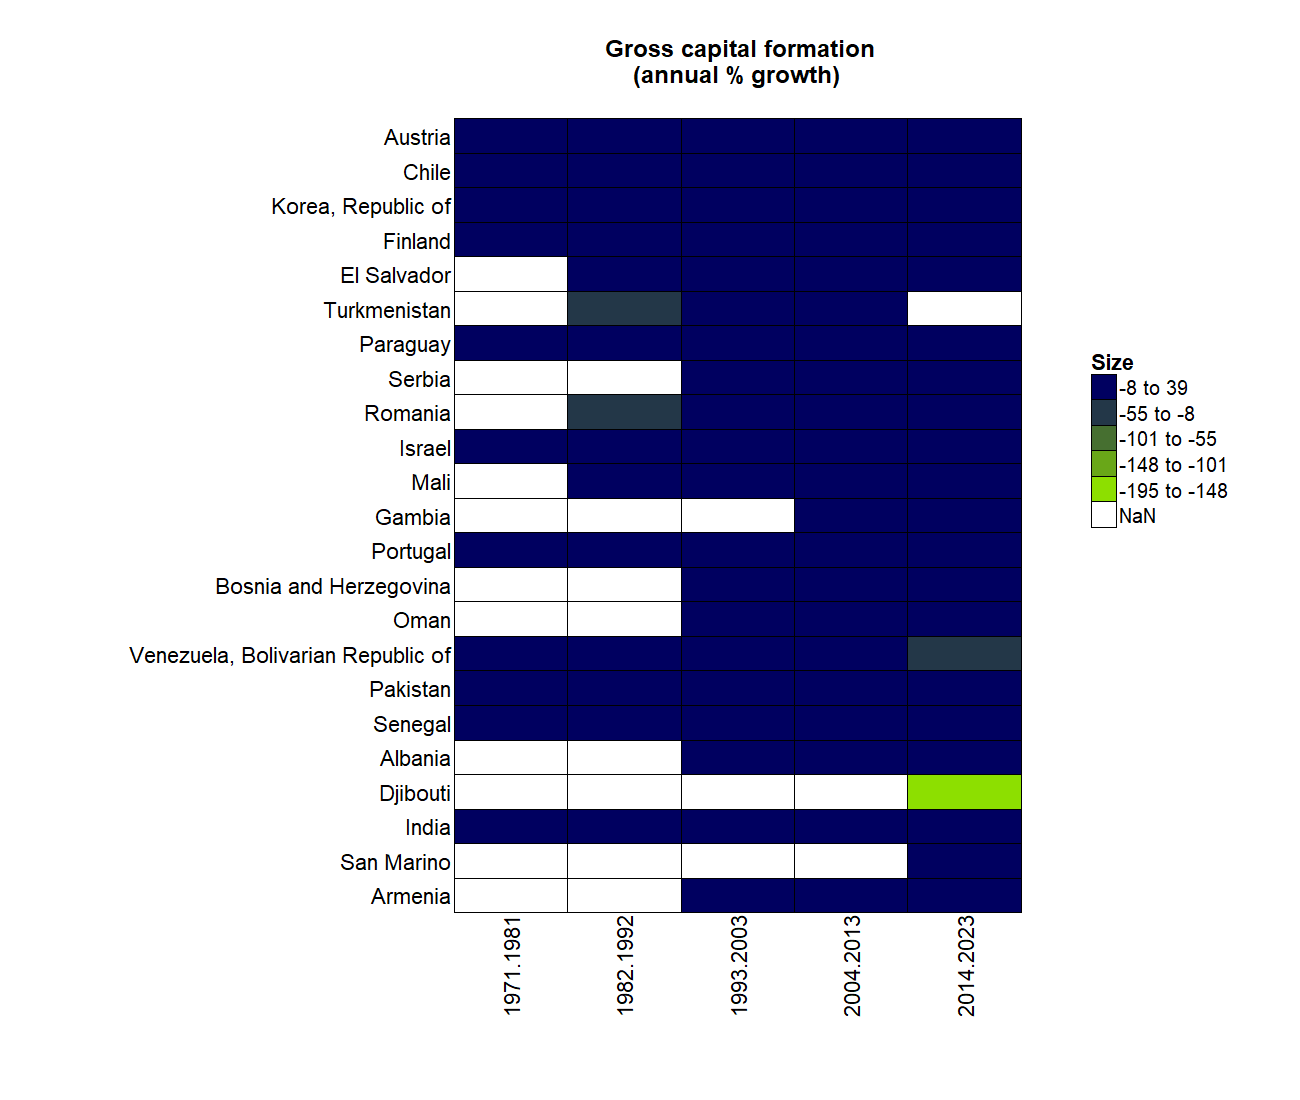 Gross capital formation
(annual % growth)
Austria
Chile
Korea, Republic of
Finland
El Salvador
Turkmenistan
Paraguay
Serbia
Romania
Israel
Mali
Gambia
Portugal
Bosnia and Herzegovina
Oman
Venezuela, Bolivarian Republic of
Pakistan
Senegal
Albania
Djibouti
India
San Marino
Armenia
1971.1981
1982.1992
1993.2003
2004.2013
2014.2023
Size
-8 to 39
-55 to -8
-101 to -55
-148 to -101
-195 to -148
NaN